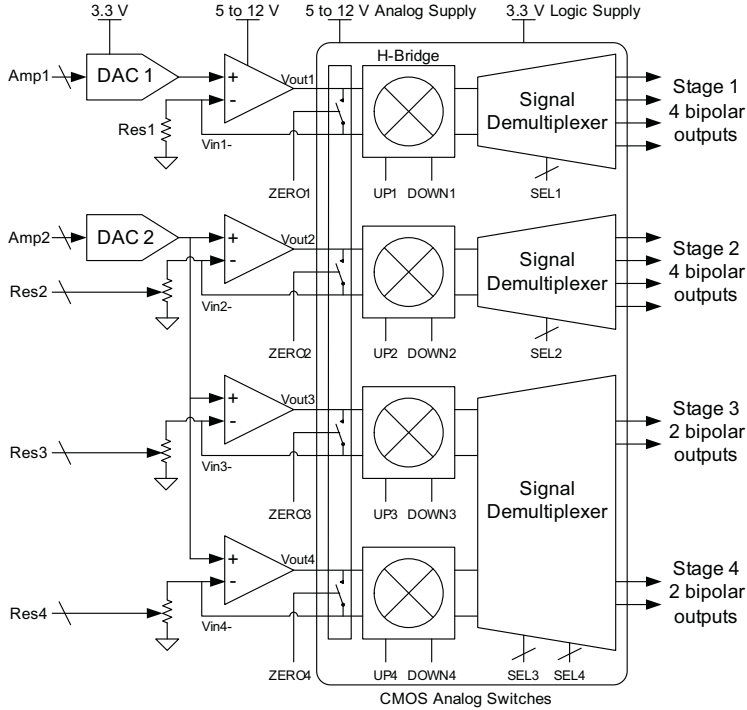 3.3 V
5 to 12 V
5 to 12 V Analog Supply
3.3 V Logic Supply
H-Bridge
Amp1
DAC 1
+
-
Vout1
Res1
Vin1-
ZERO1
UP1
DOWN1
Signal
Demultiplexer
SEL1
Stage 1
4 bipolar
outputs
Amp2
DAC 2
+
-
Vout2
Res2
Vin2-
ZERO2
UP2
DOWN2
Signal
Demultiplexer
SEL2
Stage 2
4 bipolar
outputs
+
-
Vout3
Res3
Vin3-
ZERO3
UP3
DOWN3
Signal
Demultiplexer
Stage 3
2 bipolar
outputs
+
-
Vout4
Res4
Vin4-
ZERO4
UP4
DOWN4
SEL3
SEL4
Stage 4
2 bipolar
outputs
CMOS Analog Switches